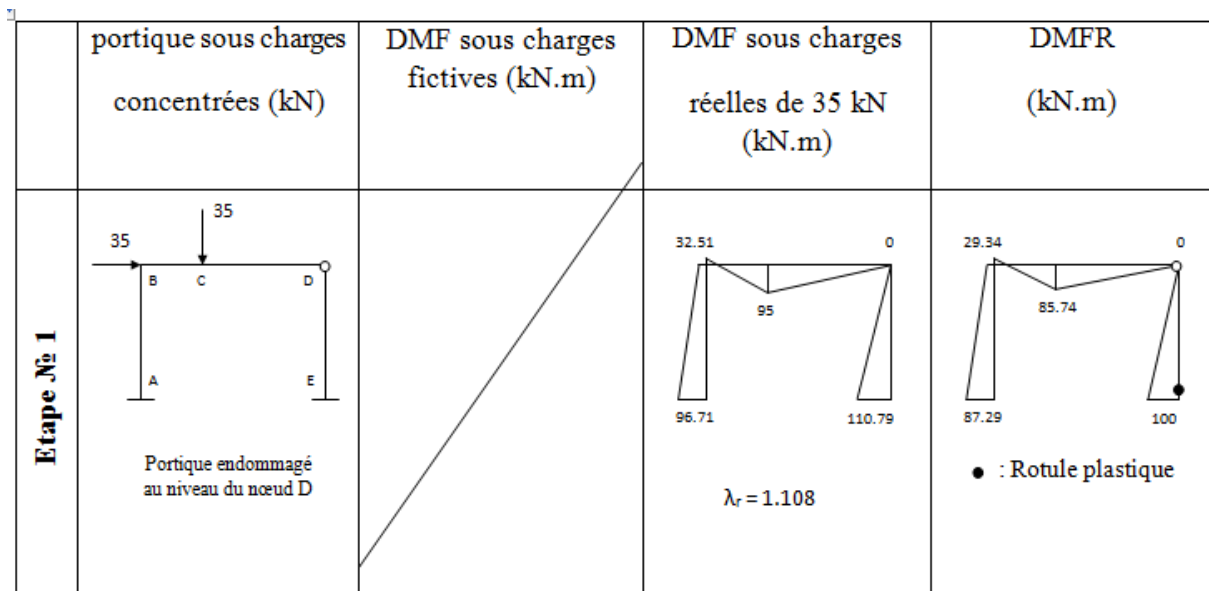 portique sous charges
concentrées (kN)
DMF sous charges
fictives (kN.m)
DMF sous charges
réelles de 35 kN
(kN.m)
DMFR
(kN.m)
Etape № 1
35
35
B
C
D
A
E
Portique endommagé
au niveau du nœud D
32.51
0
95
96.71
110.79
λr = 1.108
29.34
0
85.74
87.29
100
: Rotule plastique